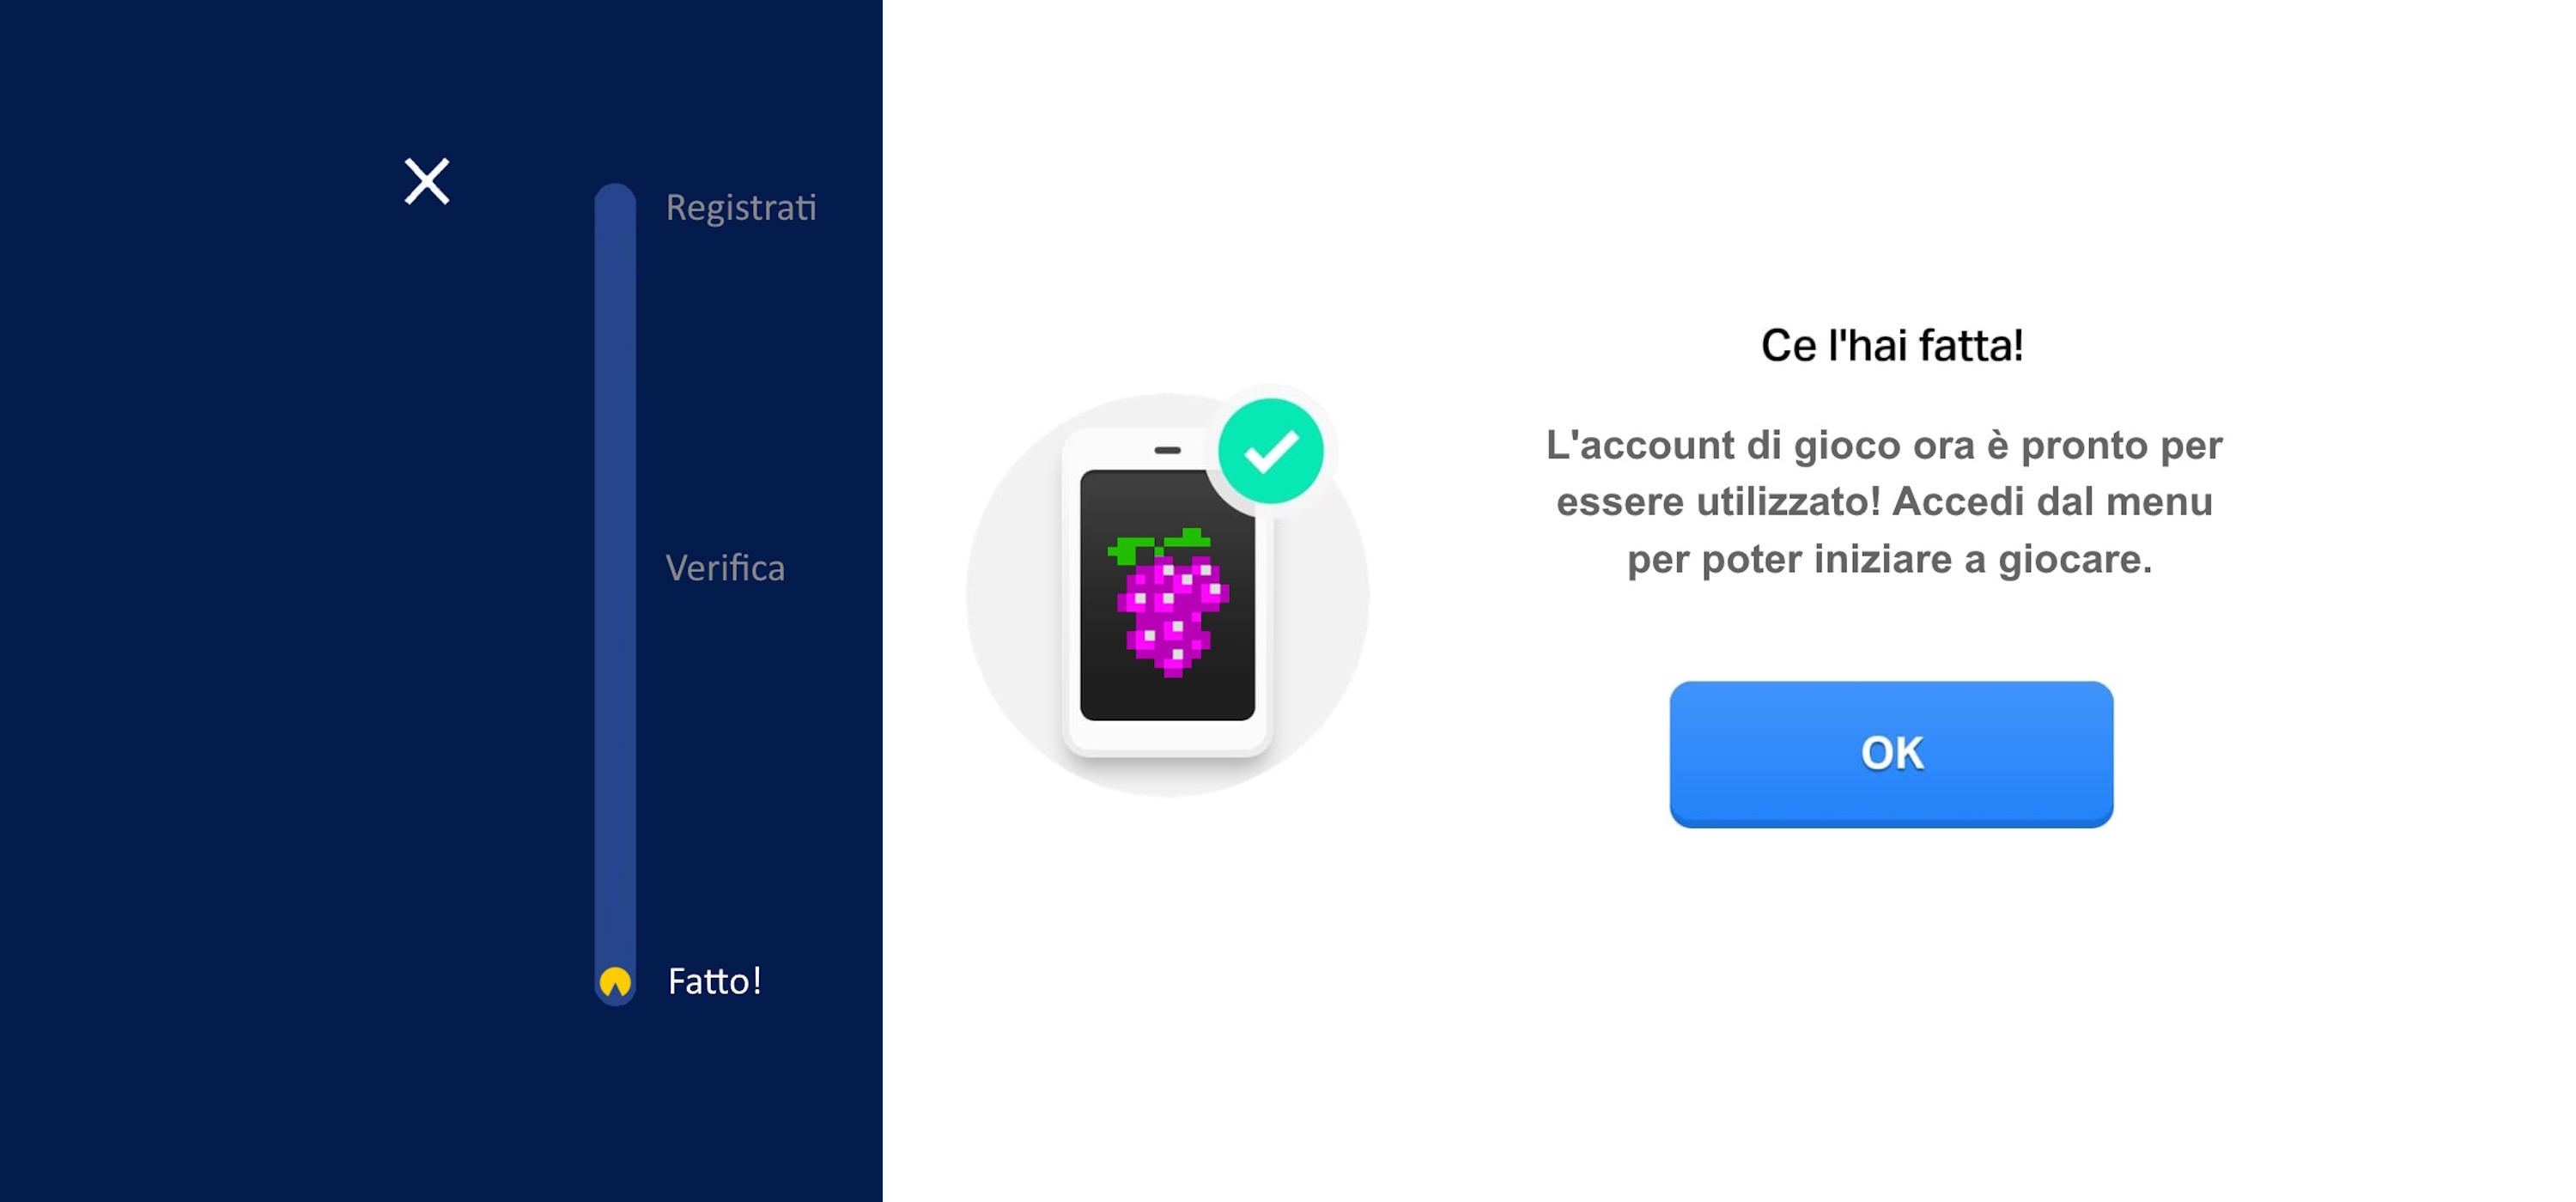 Registrati
Verifica
Fatto!
Ce l'hai fatta!
L'account di gioco ora è pronto per
essere utilizzato! Accedi dal menu
per poter iniziare a giocare.
OK